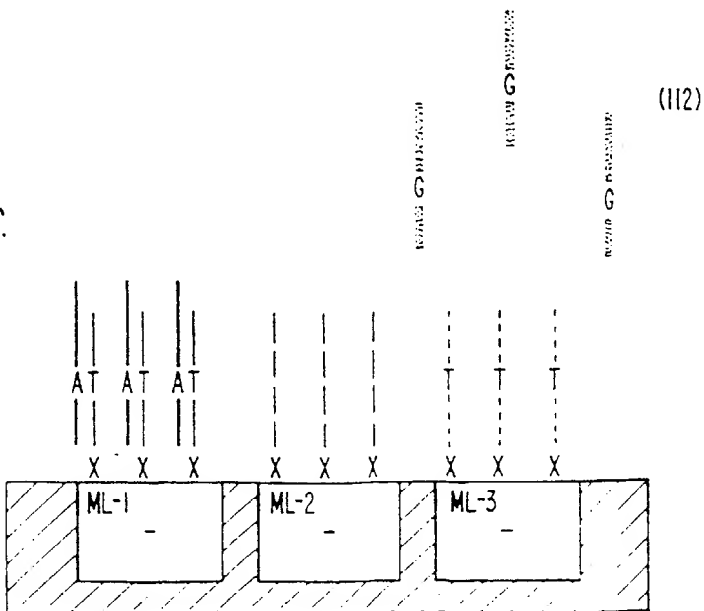 G
(112)
G
G
A T A T A T
T T T
X X X X X X X X X
ML-1 ML-2 ML-3
- - -